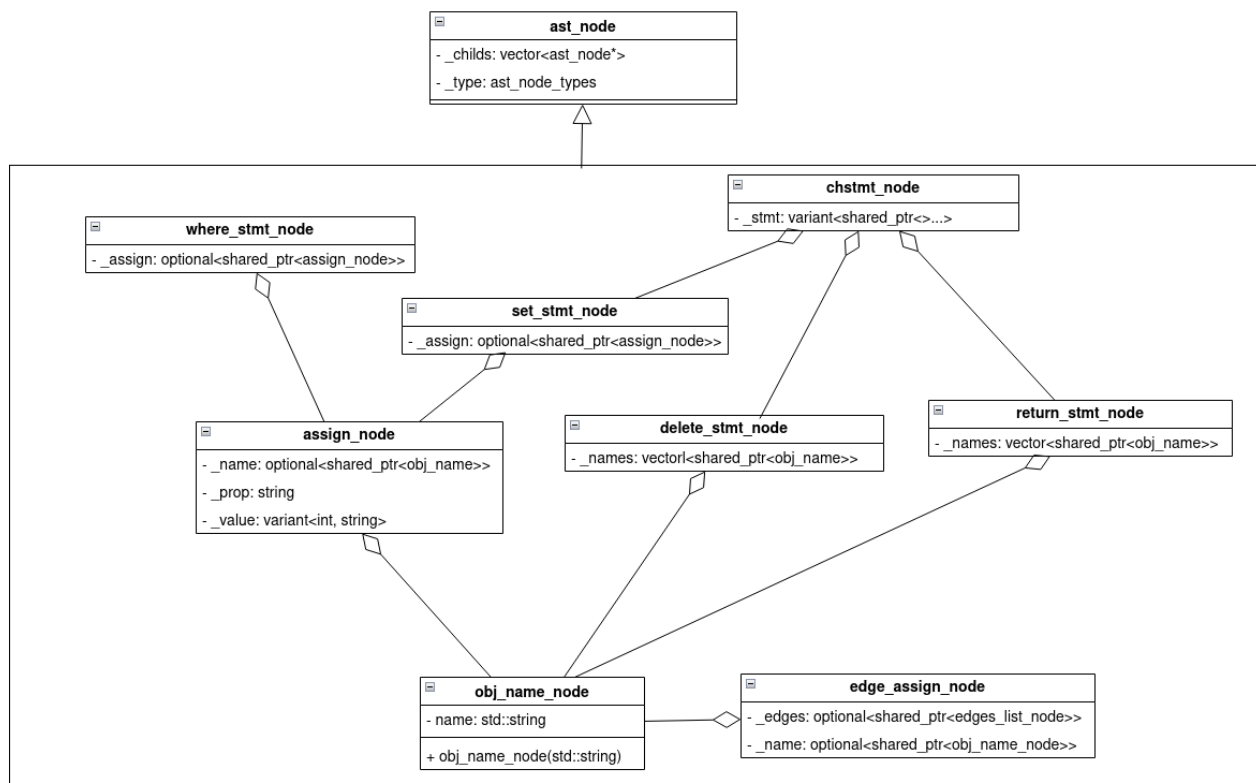 ast_node
- _childs: vector<ast_node*>
- _type: ast_node_types
chstmt_node
- _stmt: variant<shared_ptr<>...>
where_stmt_node
- _assign: optional<shared_ptr<assign_node>>
set_stmt_node
- _assign: optional<shared_ptr<assign_node>>
assign_node
- _name: optional<shared_ptr<obj_name>>
- _prop: string
- _value: variant<int, string>
delete_stmt_node
- _names: vectorl<shared_ptr<obj_name>>
return_stmt_node
- _names: vector<shared_ptr<obj_name>>
obj_name_node
- name: std::string
+ obj_name_node(std::string)
edge_assign_node
- _edges: optional<shared_ptr<edges_list_node>>
- _name: optional<shared_ptr<obj_name_node>>